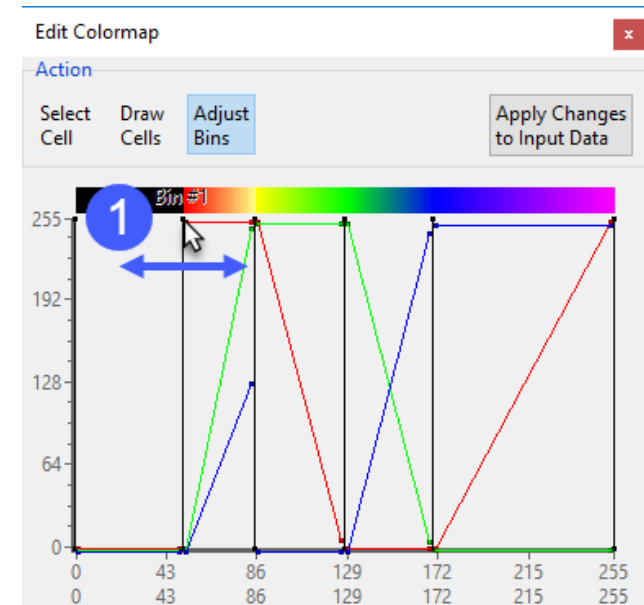 Edit Colormap
x
Action
Select Cell
Draw Cells
Adjust Bins
Apply Changes to Input Data
Bin #1
1
255
192
128
64
0
0 43 86 129 172 215 255
0 43 86 129 172 215 255